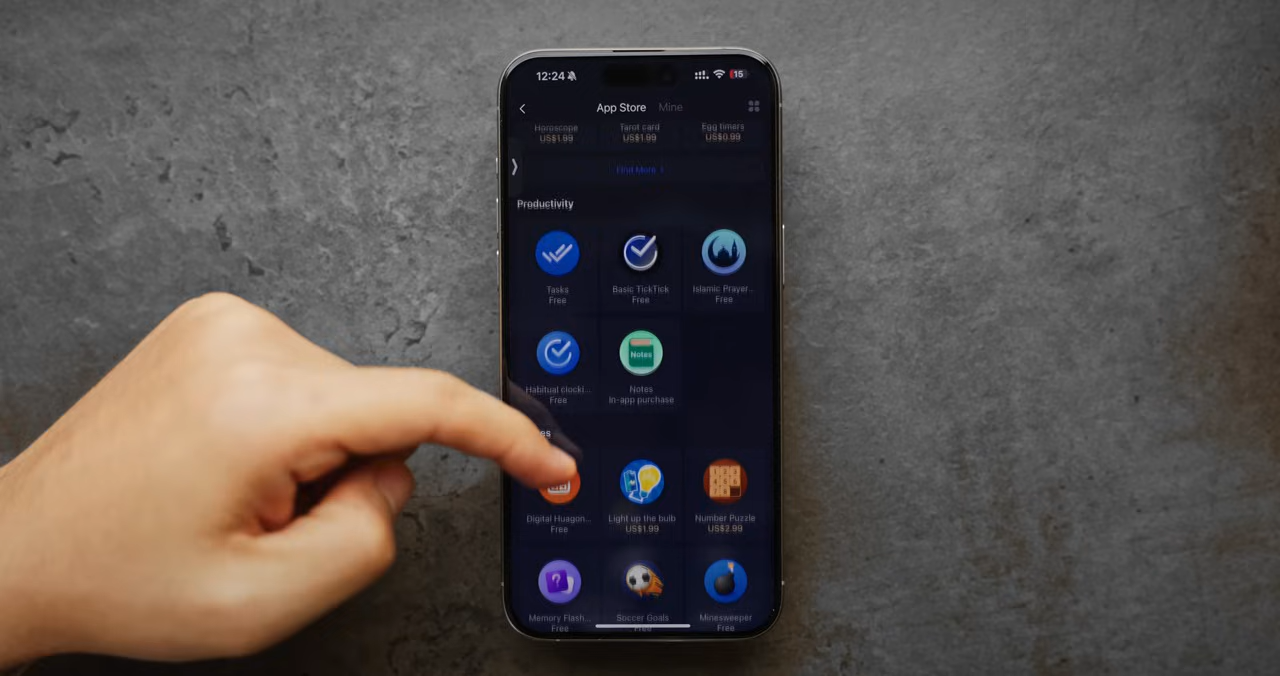 12:24
15
App Store Mine
Horoscope Tarot card Egg timers
US$1.99 US$1.99 US$0.99
Find More
Productivity
Tasks Basic TickTick Islamic Prayer...
Free Free Free
Notes
Habitual clocki... Notes
Free In-app purchase
es
Digital Huagon... Light up the bulb Number Puzzle
Free US$1.99 US$2.99
?
Memory Flash... Soccer Goals Minesweeper
Free Free Free